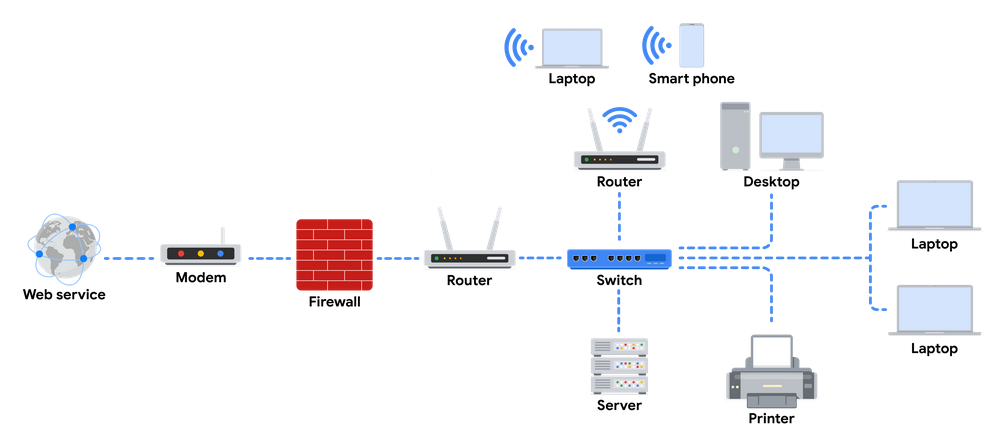 Laptop
Smart phone
Router
Desktop
Laptop
Web service
Modem
Firewall
Router
Switch
Laptop
Server
Printer